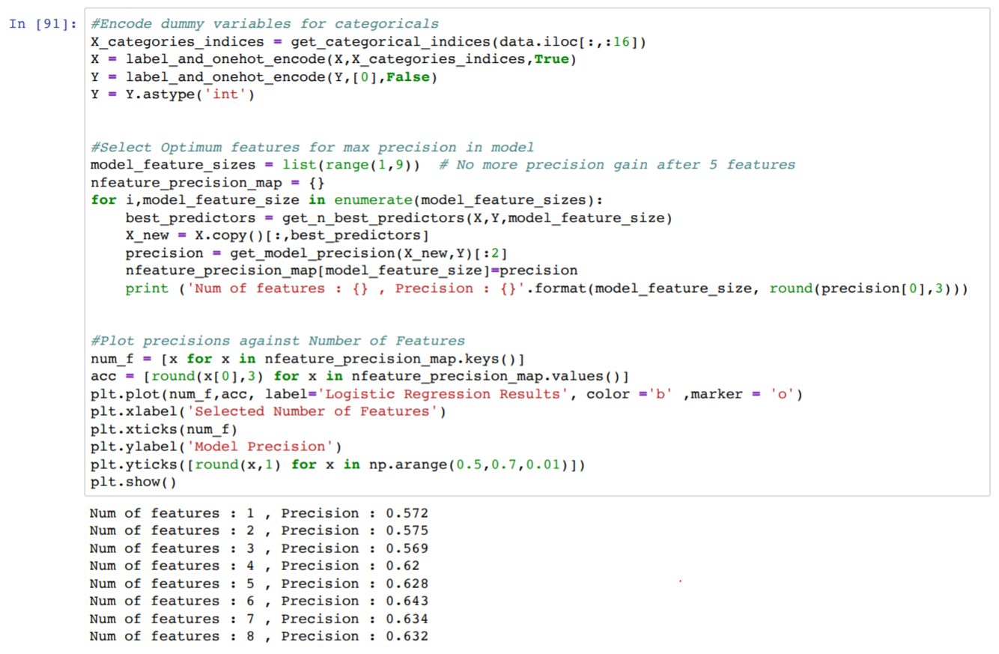 In [91]: #Encode dummy variables for categoricals
X_categories_indices = get_categorical_indices(data.iloc[:,:16])
X = label_and_onehot_encode(X,X_categories_indices,True)
Y = label_and_onehot_encode(Y,[0],False)
Y = Y.astype('int')
#Select Optimum features for max precision in model
model_feature_sizes = list(range(1,9))  # No more precision gain after 5 features
nfeature_precision_map = {}
for i,model_feature_size in enumerate(model_feature_sizes):
    best_predictors = get_n_best_predictors(X,Y,model_feature_size)
    X_new = X.copy()[:,best_predictors]
    precision = get_model_precision(X_new,Y)[:2]
    nfeature_precision_map[model_feature_size]=precision
    print ('Num of features : {} , Precision : {}'.format(model_feature_size, round(precision[0],3)))
#Plot precisions against Number of Features
num_f = [x for x in nfeature_precision_map.keys()]
acc = [round(x[0],3) for x in nfeature_precision_map.values()]
plt.plot(num_f,acc, label='Logistic Regression Results', color ='b' ,marker = 'o')
plt.xlabel('Selected Number of Features')
plt.xticks(num_f)
plt.ylabel('Model Precision')
plt.yticks([round(x,1) for x in np.arange(0.5,0.7,0.01)])
plt.show()
Num of features : 1 , Precision : 0.572
Num of features : 2 , Precision : 0.575
Num of features : 3 , Precision : 0.569
Num of features : 4 , Precision : 0.62
Num of features : 5 , Precision : 0.628
Num of features : 6 , Precision : 0.643
Num of features : 7 , Precision : 0.634
Num of features : 8 , Precision : 0.632